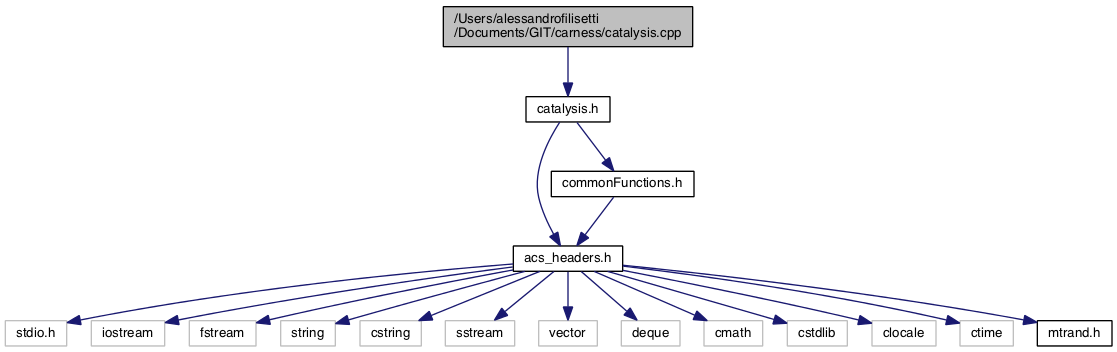 /Users/alessandrofilisetti
/Documents/GIT/carness/catalysis.cpp
catalysis.h
commonFunctions.h
acs_headers.h
stdio.h
iostream
fstream
string
cstring
sstream
vector
deque
cmath
cstdlib
clocale
ctime
mtrand.h